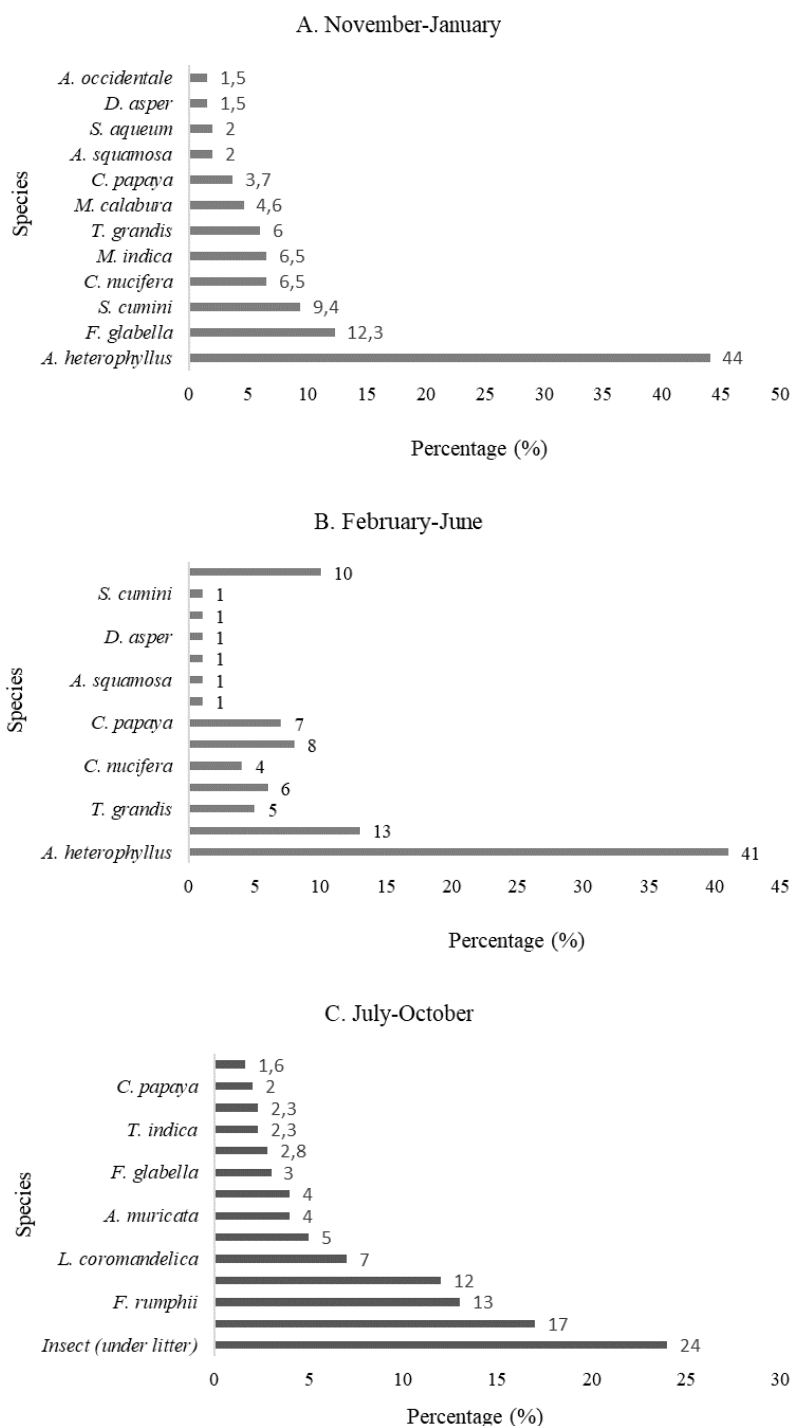 A. November-January
Species
A. occidentale 1,5
D. asper 1,5
S. aqueum 2
A. squamosa 2
C. papaya 3,7
M. calabura 4,6
T. grandis 6
M. indica 6,5
C. nucifera 6,5
S. cumini 9,4
F. glabella 12,3
A. heterophyllus 44
0 5 10 15 20 25 30 35 40 45 50
Percentage (%)
B. February-June
Species
10
S. cumini 1
1
D. asper 1
1
A. squamosa 1
1
C. papaya 7
8
C. nucifera 4
6
T. grandis 5
13
A. heterophyllus 41
0 5 10 15 20 25 30 35 40 45
Percentage (%)
C. July-October
Species
1,6
C. papaya 2
2,3
T. indica 2,3
2,8
F. glabella 3
4
A. muricata 4
5
L. coromandelica 7
12
F. rumphii 13
17
Insect (under litter) 24
0 5 10 15 20 25 30
Percentage (%)